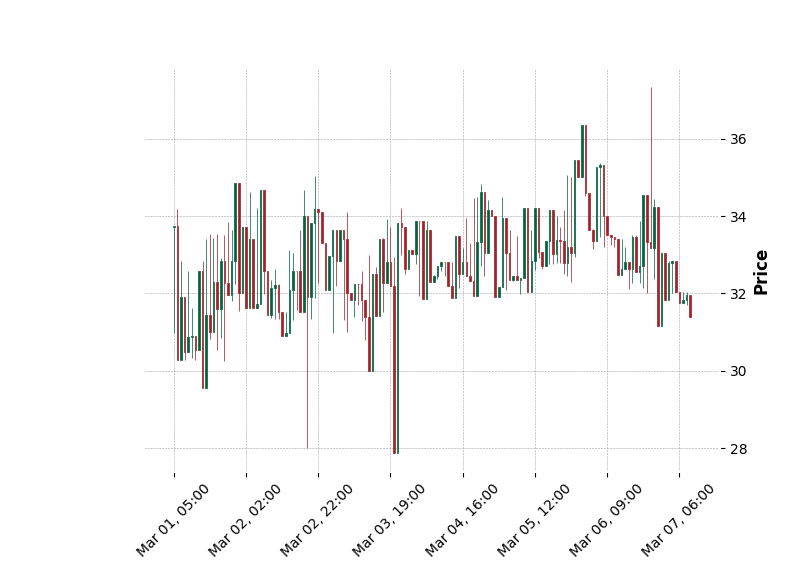 36
34
32
30
28
Price
Mar 01, 05:00
Mar 02, 02:00
Mar 02, 22:00
Mar 03, 19:00
Mar 04, 16:00
Mar 05, 12:00
Mar 06, 09:00
Mar 07, 06:00